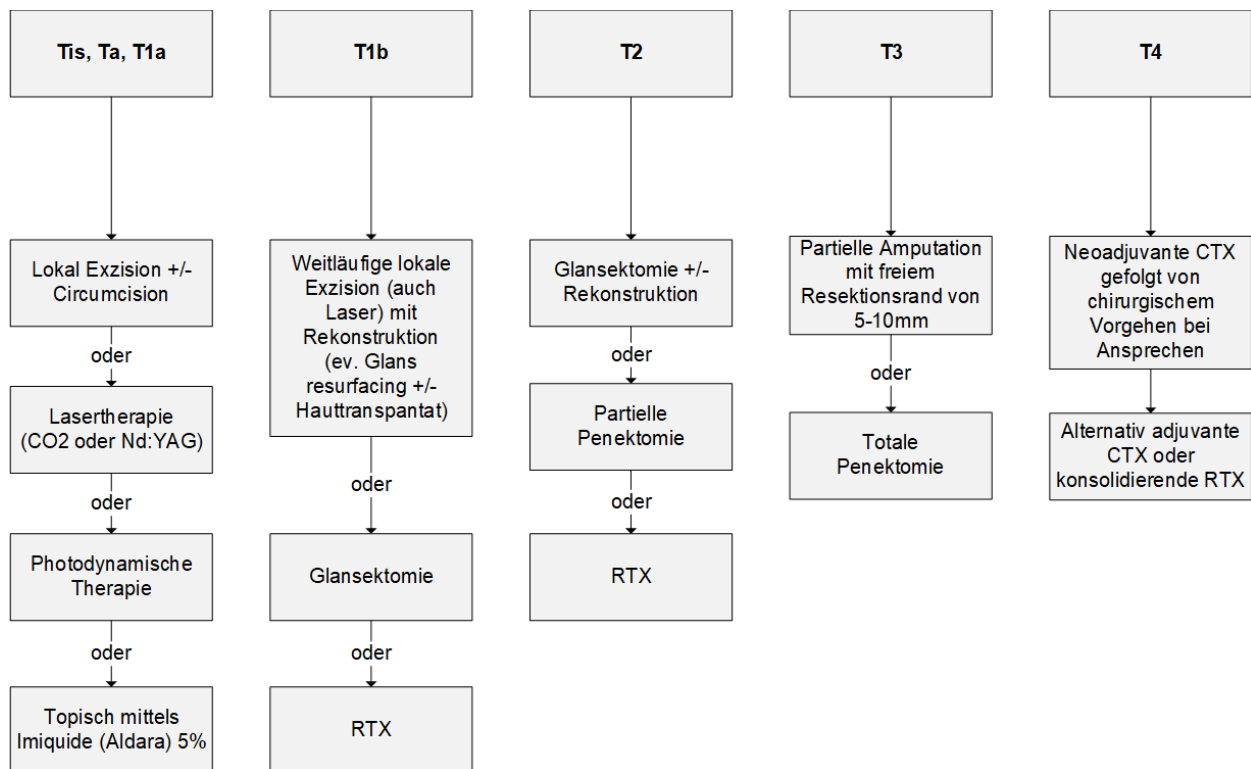 Tis, Ta, T1a
Lokal Exzision +/-
Circumcision
oder
Lasertherapie
(CO2 oder Nd:YAG)
oder
Photodynamische
Therapie
oder
Topisch mittels
Imiquide (Aldara) 5%
T1b
Weitläufige lokale
Exzision (auch
Laser) mit
Rekonstruktion
(ev. Glans
resurfacing +/-
Hauttranspantat)
oder
Glansektomie
oder
RTX
T2
Glansektomie +/-
Rekonstruktion
oder
Partielle
Penektomie
oder
RTX
T3
Partielle Amputation
mit freiem
Resektionsrand von
5-10mm
oder
Totale
Penektomie
T4
Neoadjuvante CTX
gefolgt von
chirurgischem
Vorgehen bei
Ansprechen
Alternativ adjuvante
CTX oder
konsolidierende RTX